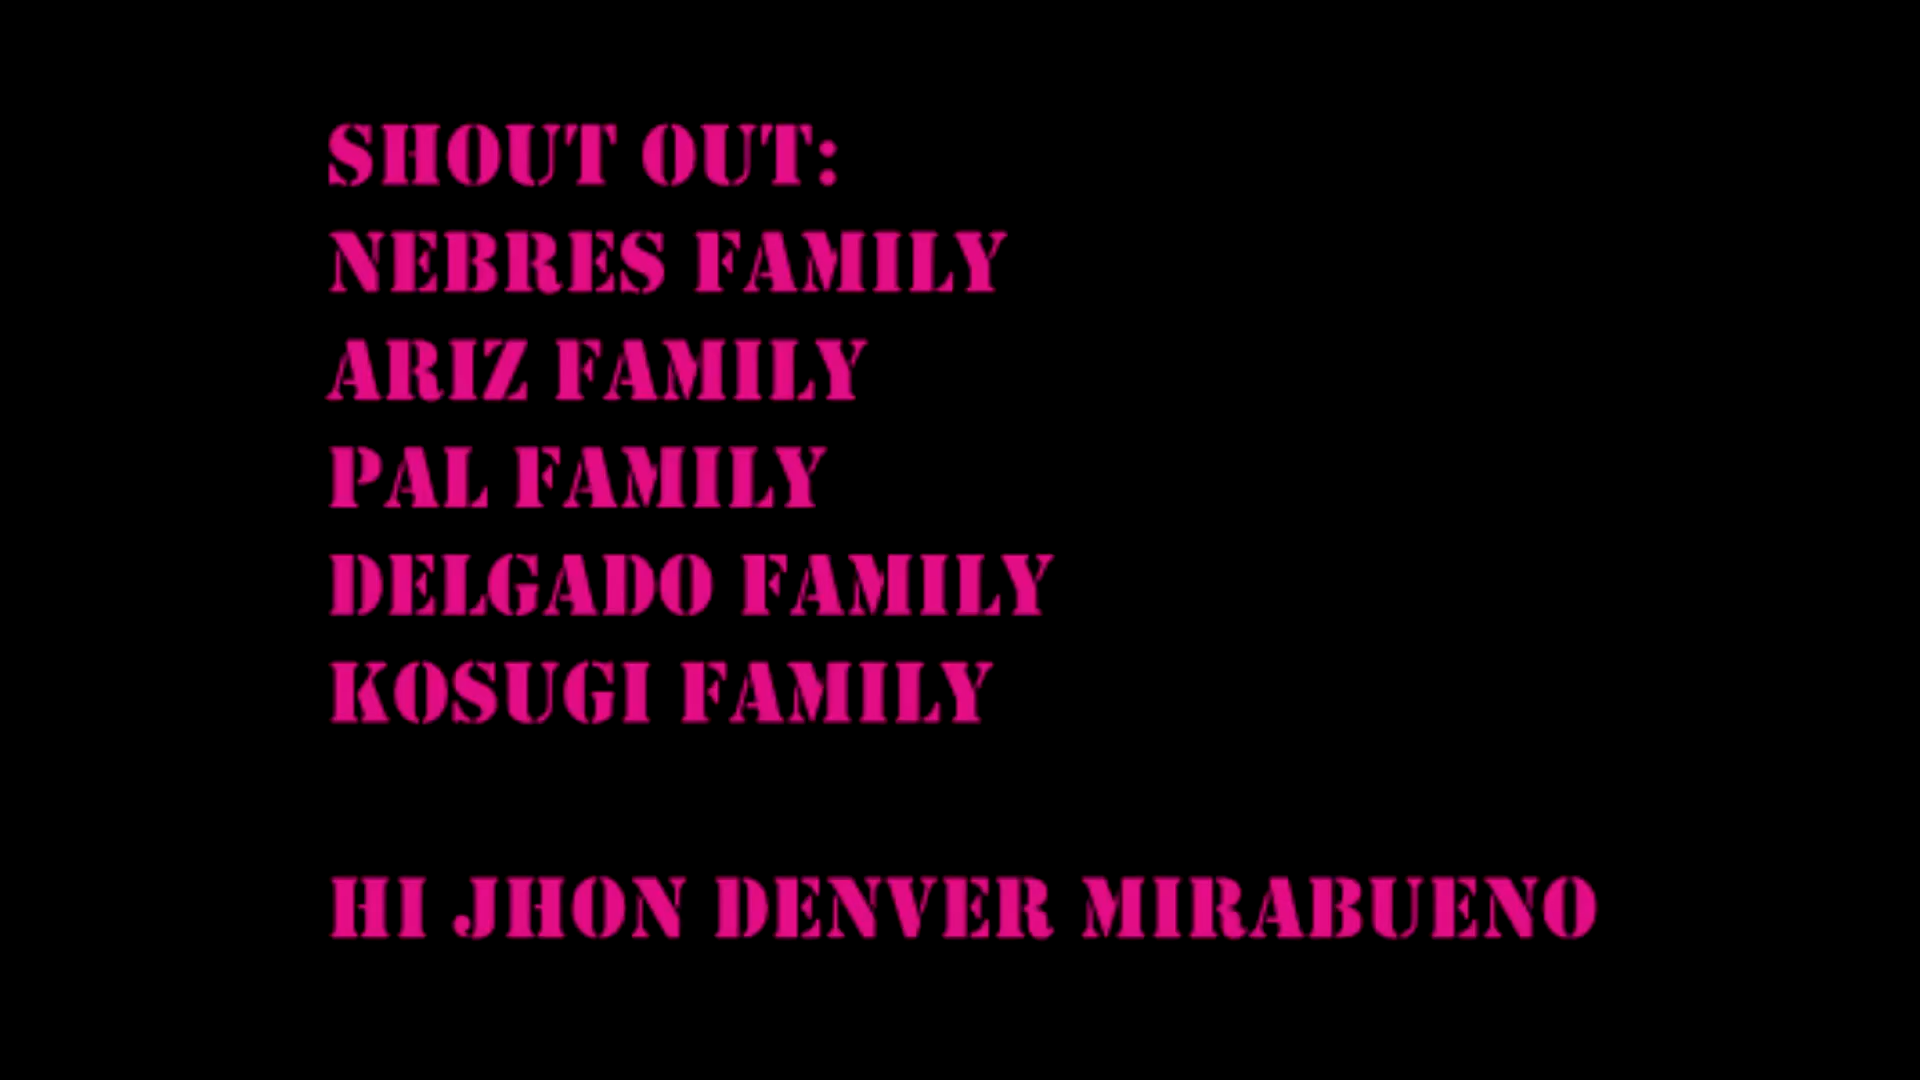 SHOUT OUT:
NEBRES FAMILY
ARIZ FAMILY
PAL FAMILY
DELGADO FAMILY
KOSUGI FAMILY
HI JHON DENVER MIRABUENO